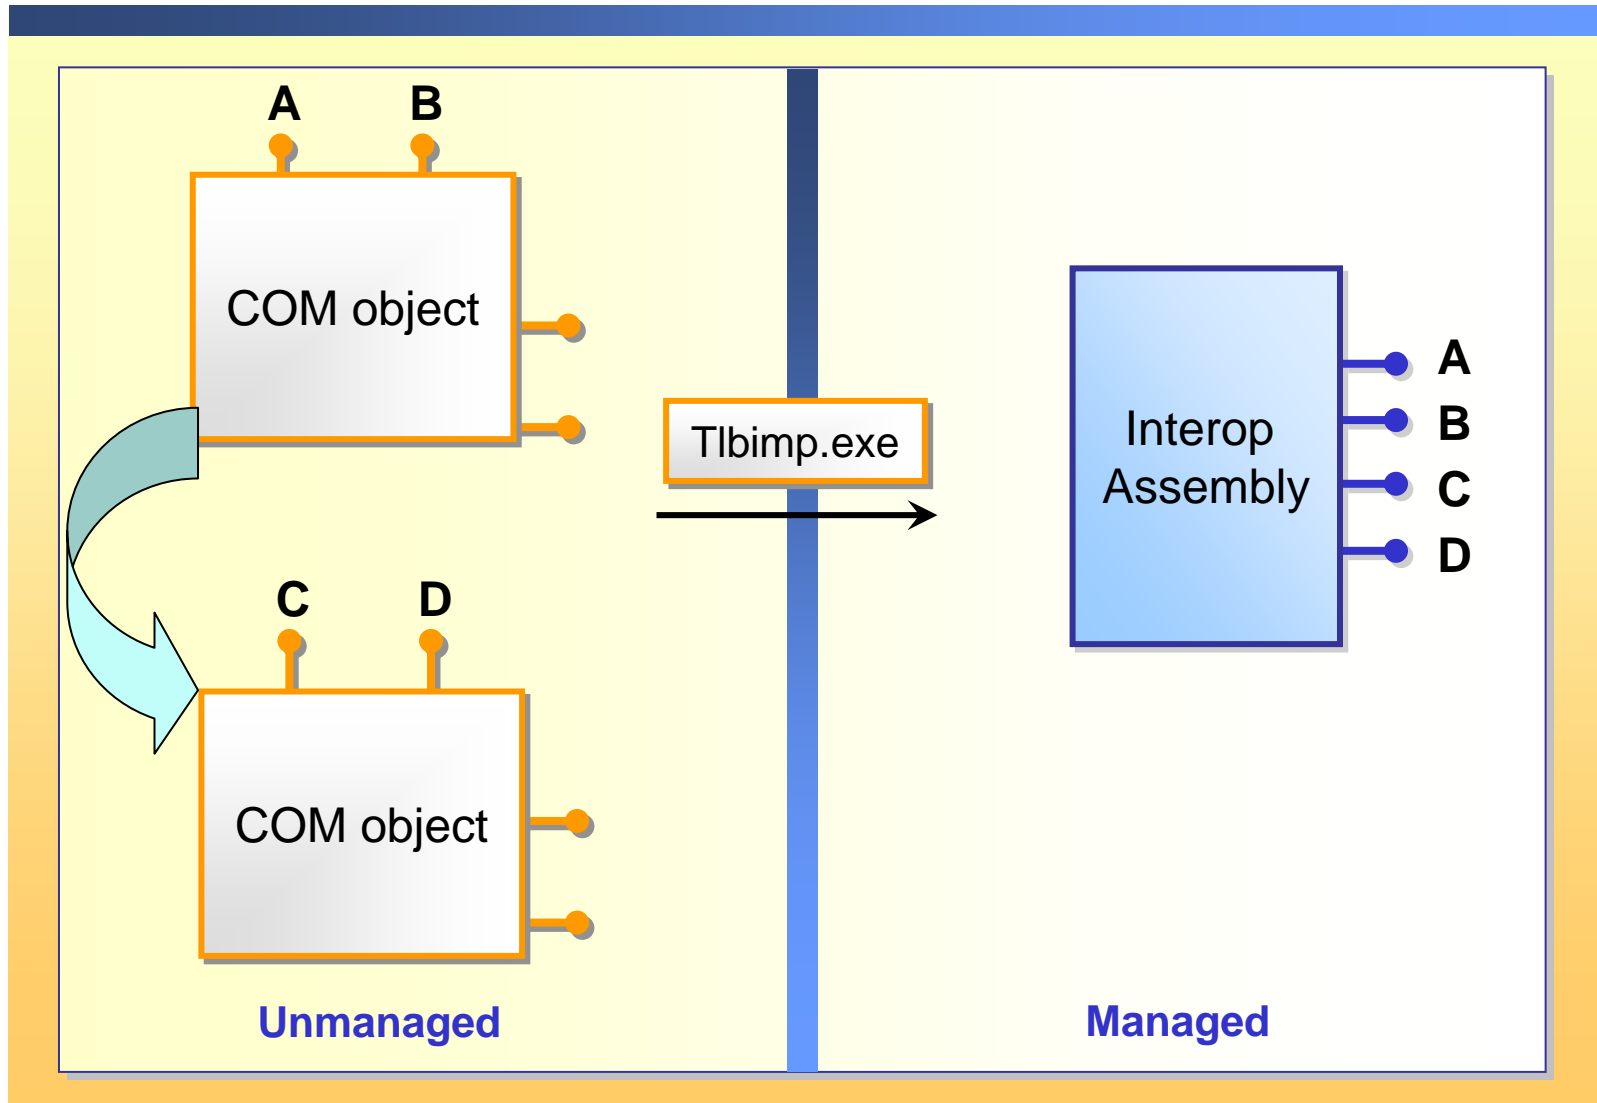 A B
COM object
C D
COM object
Unmanaged
Tlbimp.exe
Interop
Assembly
A
B
C
D
Managed